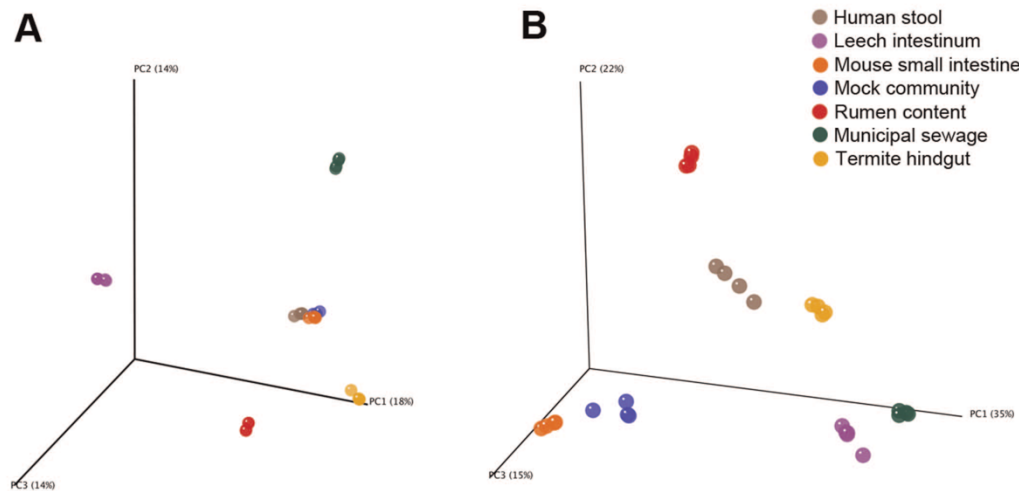 A
B
Human stool
Leech intestinum
Mouse small intestine
Mock community
Rumen content
Municipal sewage
Termite hindgut
PC2 (14%)
PC1 (18%)
PC3 (14%)
PC2 (22%)
PC1 (35%)
PC3 (15%)